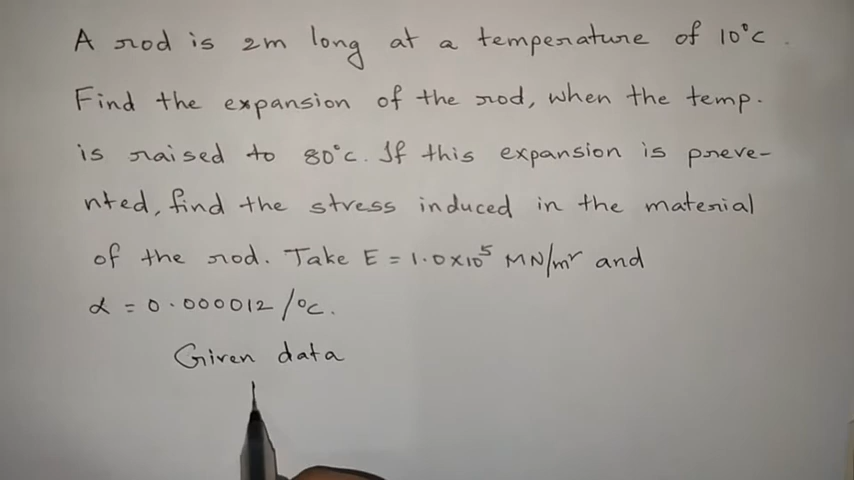 A rod is 2m long at a temperature of 10°C.
Find the expansion of the rod, when the temp.
is raised to 80°C. If this expansion is preve-
nted, find the stress induced in the material
of the rod. Take E = 1.0×10⁵ MN/m² and
α = 0.000012 /°C.
Given data